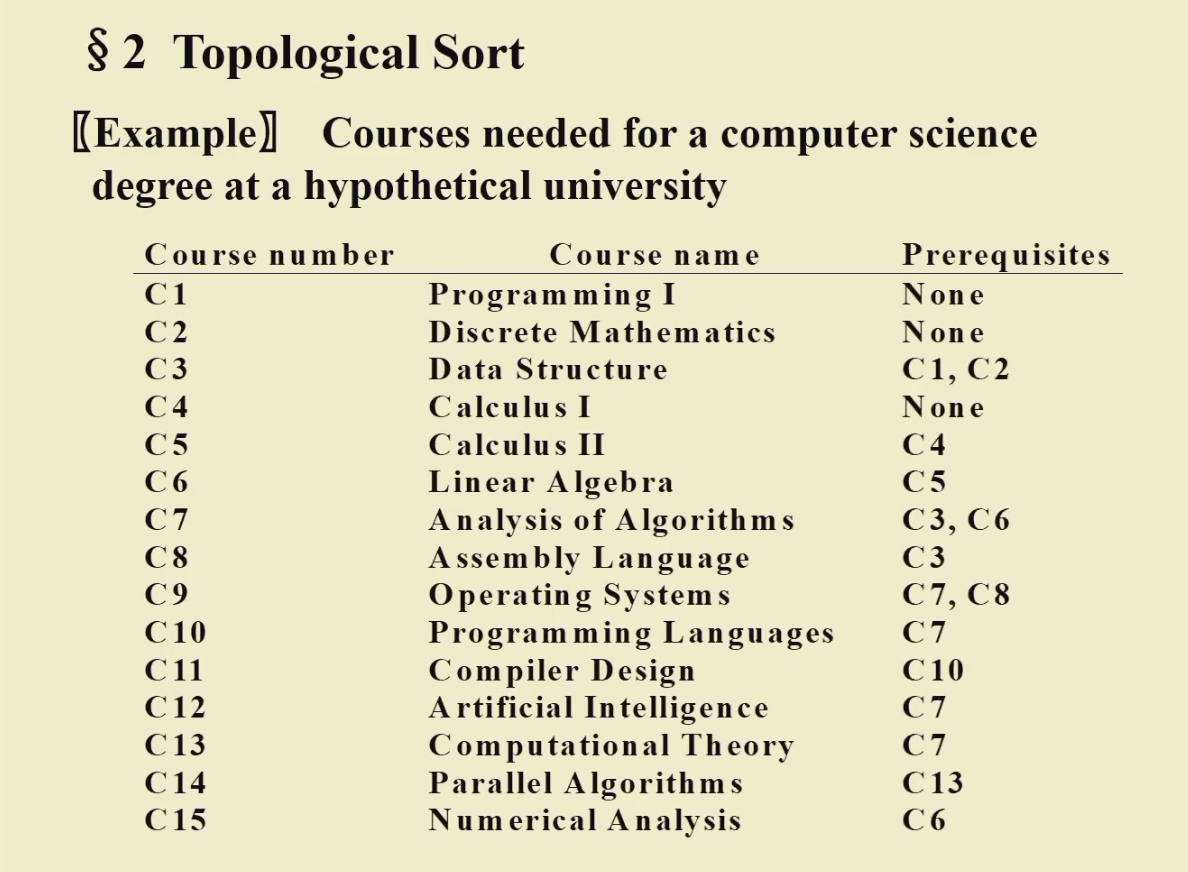 §2 Topological Sort
〖Example〗 Courses needed for a computer science
degree at a hypothetical university
Course number Course name Prerequisites
C1 Programming I None
C2 Discrete Mathematics None
C3 Data Structure C1, C2
C4 Calculus I None
C5 Calculus II C4
C6 Linear Algebra C5
C7 Analysis of Algorithms C3, C6
C8 Assembly Language C3
C9 Operating Systems C7, C8
C10 Programming Languages C7
C11 Compiler Design C10
C12 Artificial Intelligence C7
C13 Computational Theory C7
C14 Parallel Algorithms C13
C15 Numerical Analysis C6